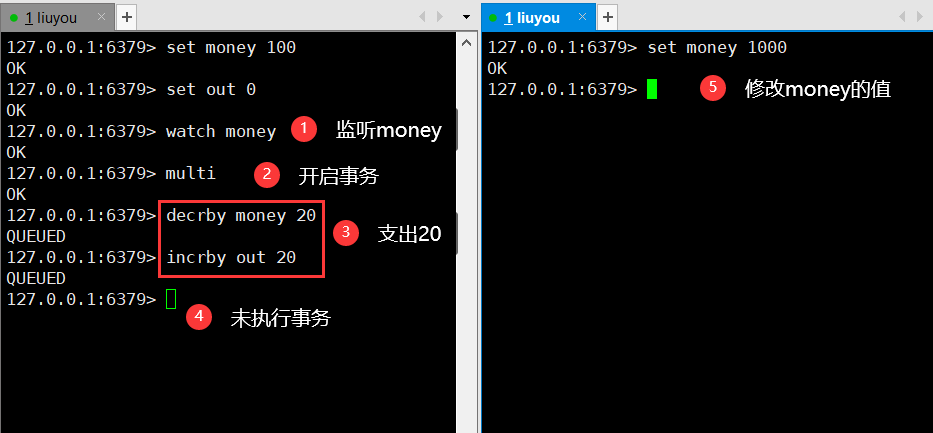 1 liuyou
127.0.0.1:6379> set money 100
OK
127.0.0.1:6379> set out 0
OK
127.0.0.1:6379> watch money 1 监听money
OK
127.0.0.1:6379> multi 2 开启事务
OK
127.0.0.1:6379> decrby money 20
QUEUED 3 支出20
127.0.0.1:6379> incrby out 20
QUEUED
127.0.0.1:6379>
4 未执行事务
1 liuyou
127.0.0.1:6379> set money 1000
OK
127.0.0.1:6379> 5 修改money的值